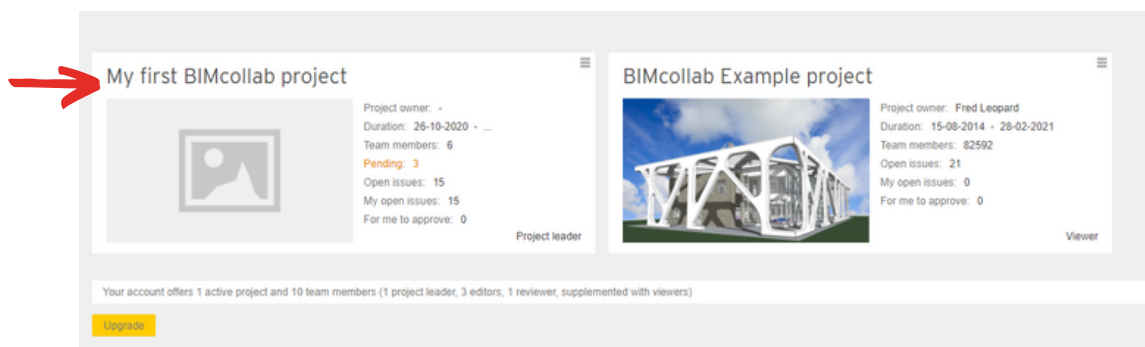 My first BIMcollab project
Project owner: -
Duration: 26-10-2020 - ...
Team members: 6
Pending: 3
Open issues: 15
My open issues: 15
For me to approve: 0
Project leader
BIMcollab Example project
Project owner: Fred Leopard
Duration: 15-08-2014 - 28-02-2021
Team members: 82592
Open issues: 21
My open issues: 0
For me to approve: 0
Viewer
Your account offers 1 active project and 10 team members (1 project leader, 3 editors, 1 reviewer, supplemented with viewers)
Upgrade